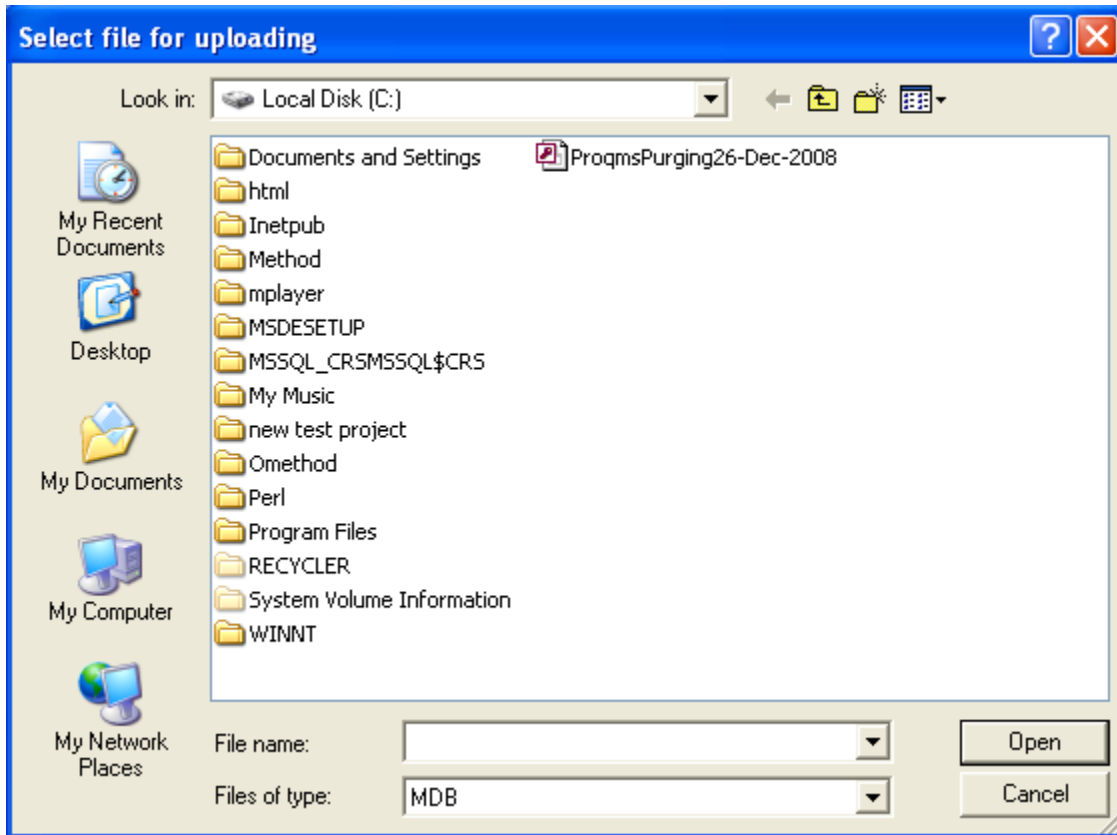 Select file for uploading
Look in: Local Disk (C:)
My Recent Documents
Desktop
My Documents
My Computer
My Network Places
Documents and Settings
html
Inetpub
Method
mplayer
MSDESETUP
MSSQL_CRSMSSQL$CRS
My Music
new test project
Omethod
Perl
Program Files
RECYCLER
System Volume Information
WINNT
ProqmsPurging26-Dec-2008
File name:
Open
Files of type: MDB
Cancel